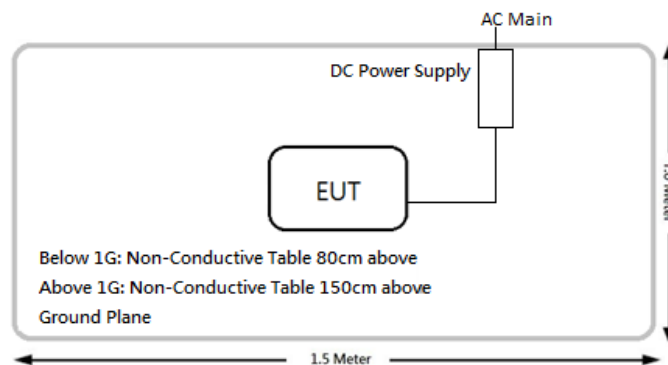 AC Main
DC Power Supply
EUT
Below 1G: Non-Conductive Table 80cm above
Above 1G: Non-Conductive Table 150cm above
Ground Plane
1.5 Meter